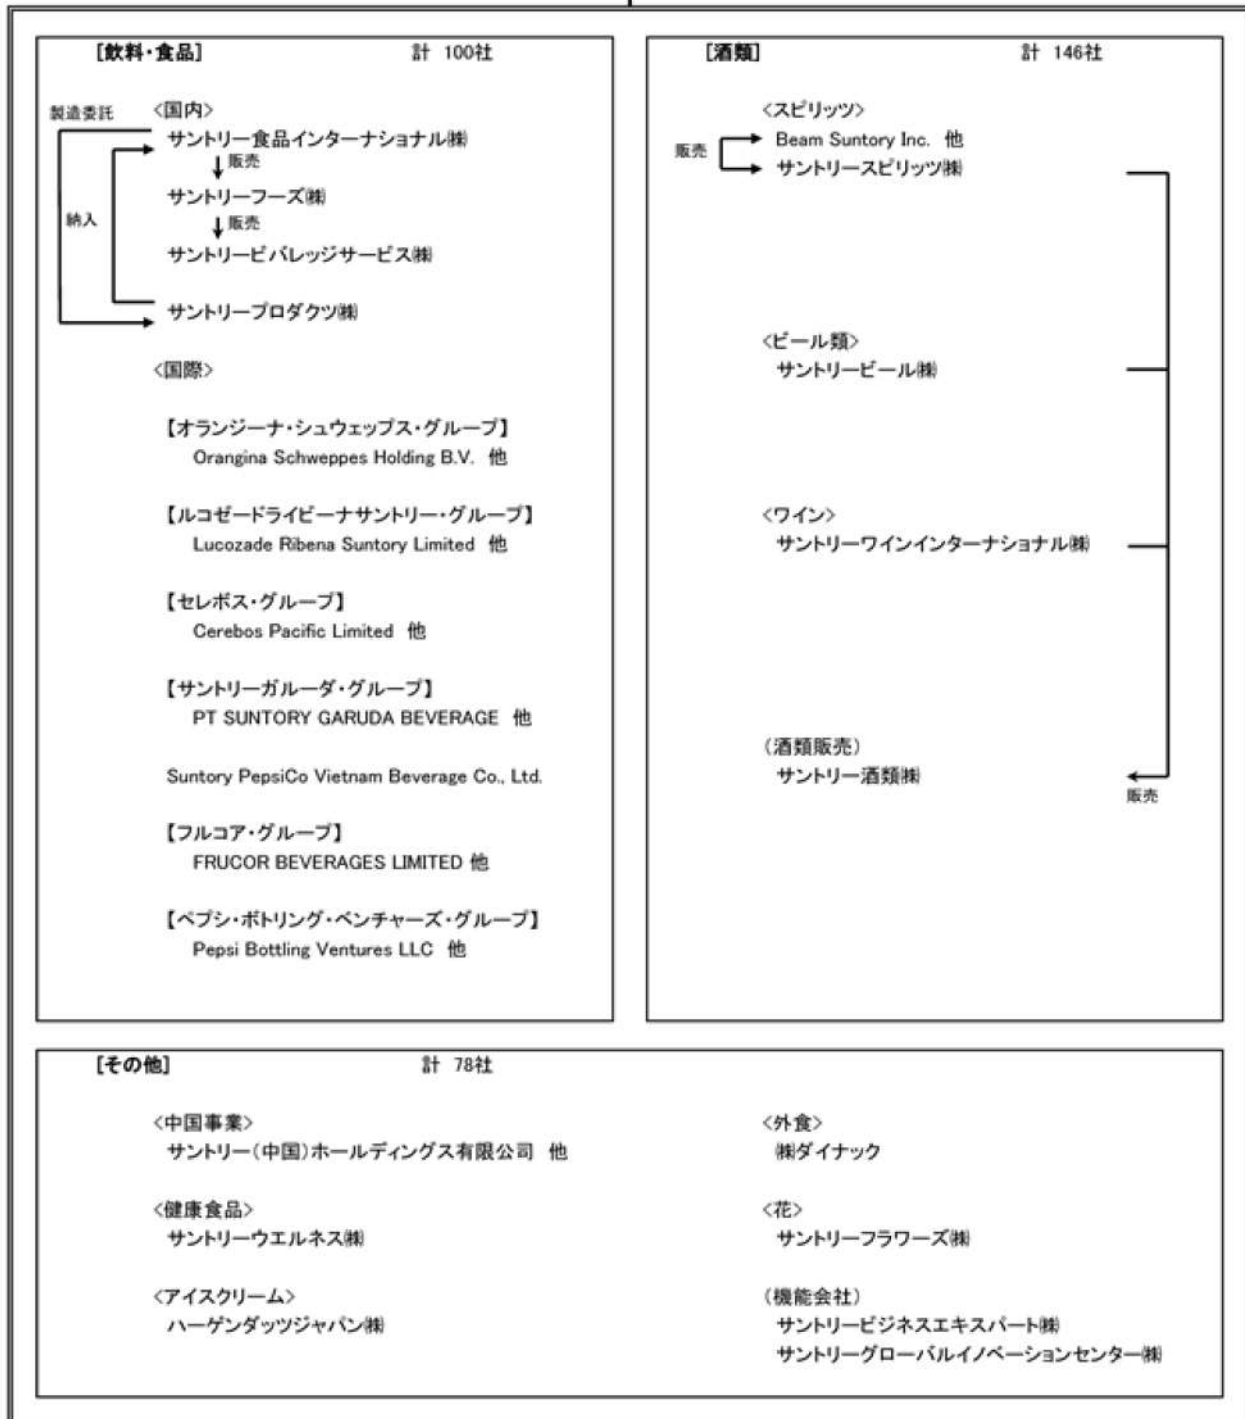 [飲料・食品] 計 100社
製造委託
<国内>
サントリー食品インターナショナル㈱
販売
サントリーフーズ㈱
納入
販売
サントリービバレッジサービス㈱
サントリープロダクツ㈱
<国際>
【オランジーナ・シュウェップス・グループ】
Orangina Schweppes Holding B.V. 他
【ルコゼードライビーナサントリー・グループ】
Lucozade Ribena Suntory Limited 他
【セレボス・グループ】
Cerebos Pacific Limited 他
【サントリーガルーダ・グループ】
PT SUNTORY GARUDA BEVERAGE 他
Suntory PepsiCo Vietnam Beverage Co., Ltd.
【フルコア・グループ】
FRUCOR BEVERAGES LIMITED 他
【ペプシ・ボトリング・ベンチャーズ・グループ】
Pepsi Bottling Ventures LLC 他
[酒類] 計 146社
<スピリッツ>
Beam Suntory Inc. 他
販売
サントリースピリッツ㈱
<ビール類>
サントリービール㈱
<ワイン>
サントリーワインインターナショナル㈱
(酒類販売)
サントリー酒類㈱
販売
[その他] 計 78社
<中国事業>
サントリー(中国)ホールディングス有限公司 他
<健康食品>
サントリーウエルネス㈱
<アイスクリーム>
ハーゲンダッツジャパン㈱
<外食>
㈱ダイナック
<花>
サントリーフラワーズ㈱
(機能会社)
サントリービジネスエキスパート㈱
サントリーグローバルイノベーションセンター㈱